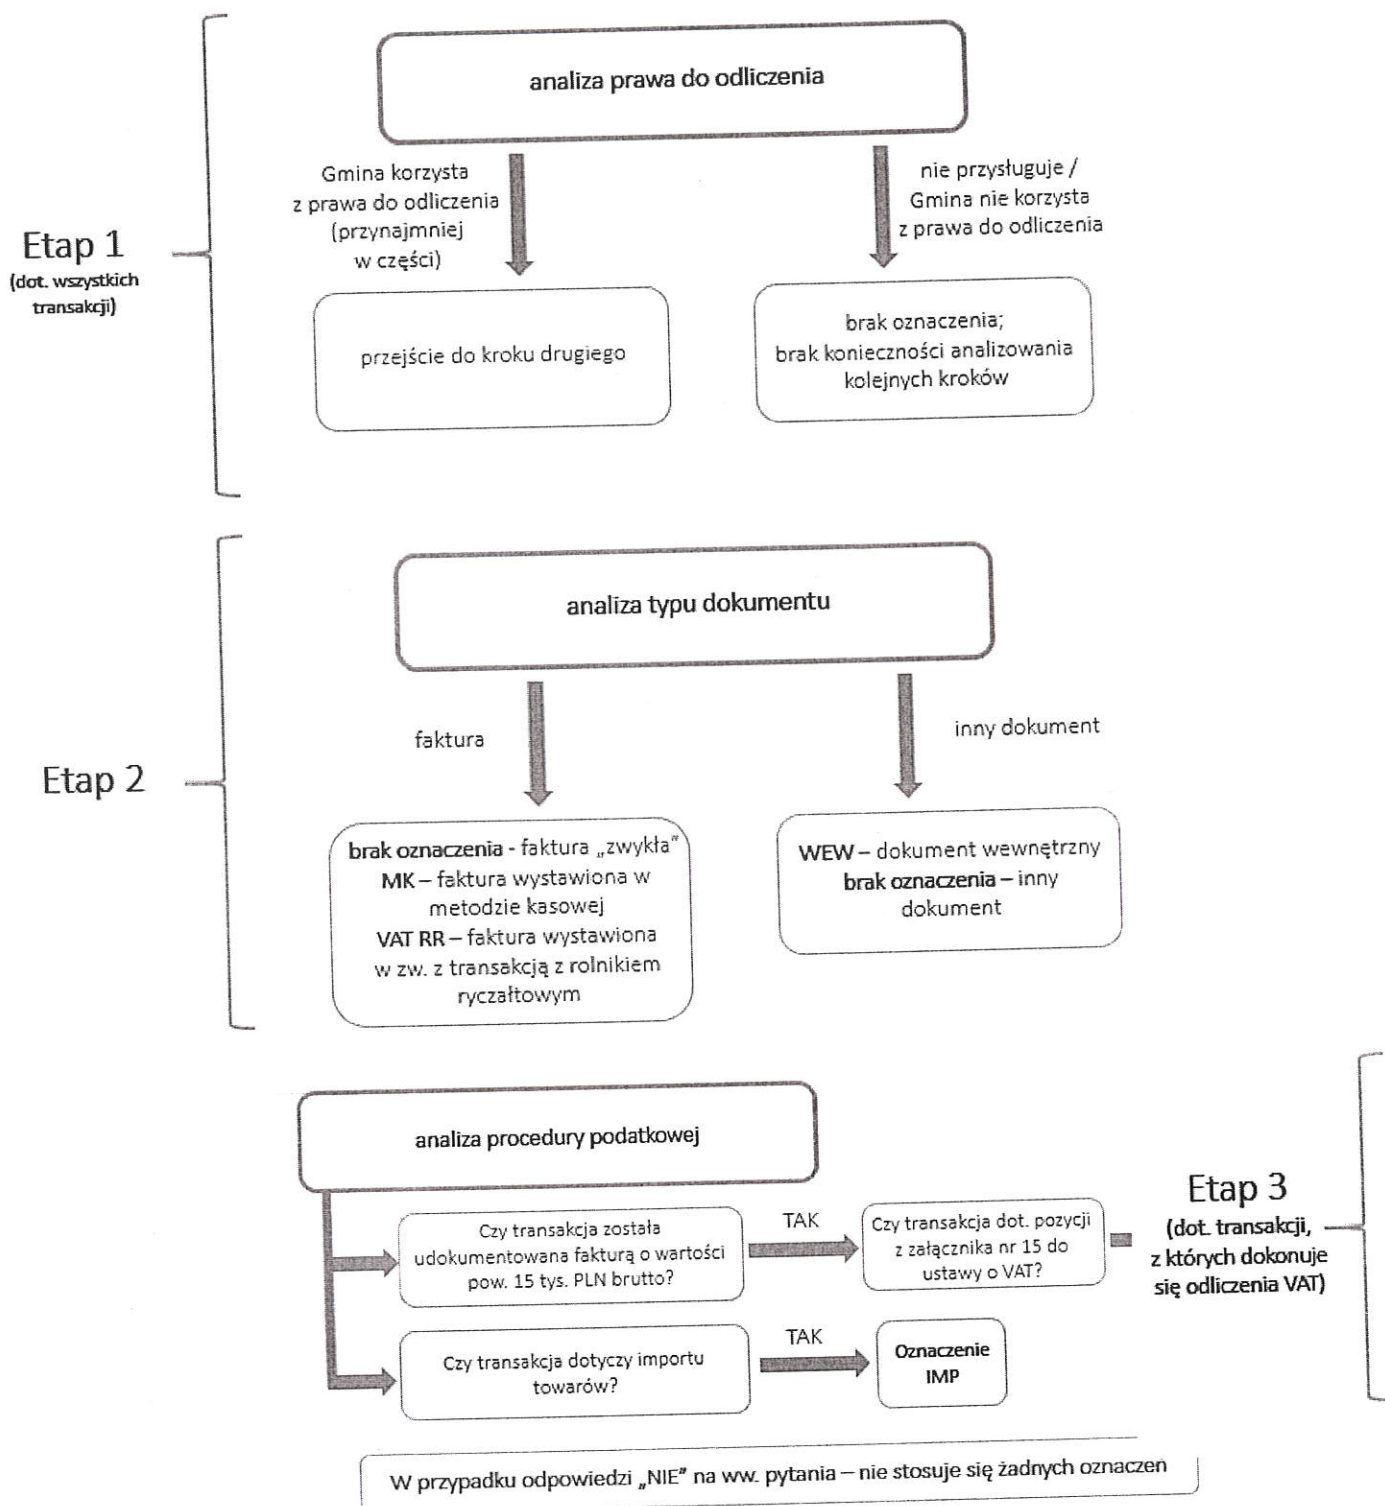 analiza prawa do odliczenia
Gmina korzysta
z prawa do odliczenia
(przynajmniej
w części)
nie przysługuje /
Gmina nie korzysta
z prawa do odliczenia
Etap 1
(dot. wszystkich
transakcji)
przejście do kroku drugiego
brak oznaczenia;
brak konieczności analizowania
kolejnych kroków
analiza typu dokumentu
faktura
inny dokument
Etap 2
brak oznaczenia - faktura „zwykła”
MK – faktura wystawiona w
metodzie kasowej
VAT RR – faktura wystawiona
w zw. z transakcją z rolnikiem
ryczałtowym
WEW – dokument wewnętrzny
brak oznaczenia – inny
dokument
analiza procedury podatkowej
Czy transakcja została
udokumentowana fakturą o wartości
pow. 15 tys. PLN brutto?
TAK
Czy transakcja dot. pozycji
z załącznika nr 15 do
ustawy o VAT?
Etap 3
(dot. transakcji,
z których dokonuje
się odliczenia VAT)
Czy transakcja dotyczy importu
towarów?
TAK
Oznaczenie
IMP
W przypadku odpowiedzi „NIE” na ww. pytania – nie stosuje się żadnych oznaczeń